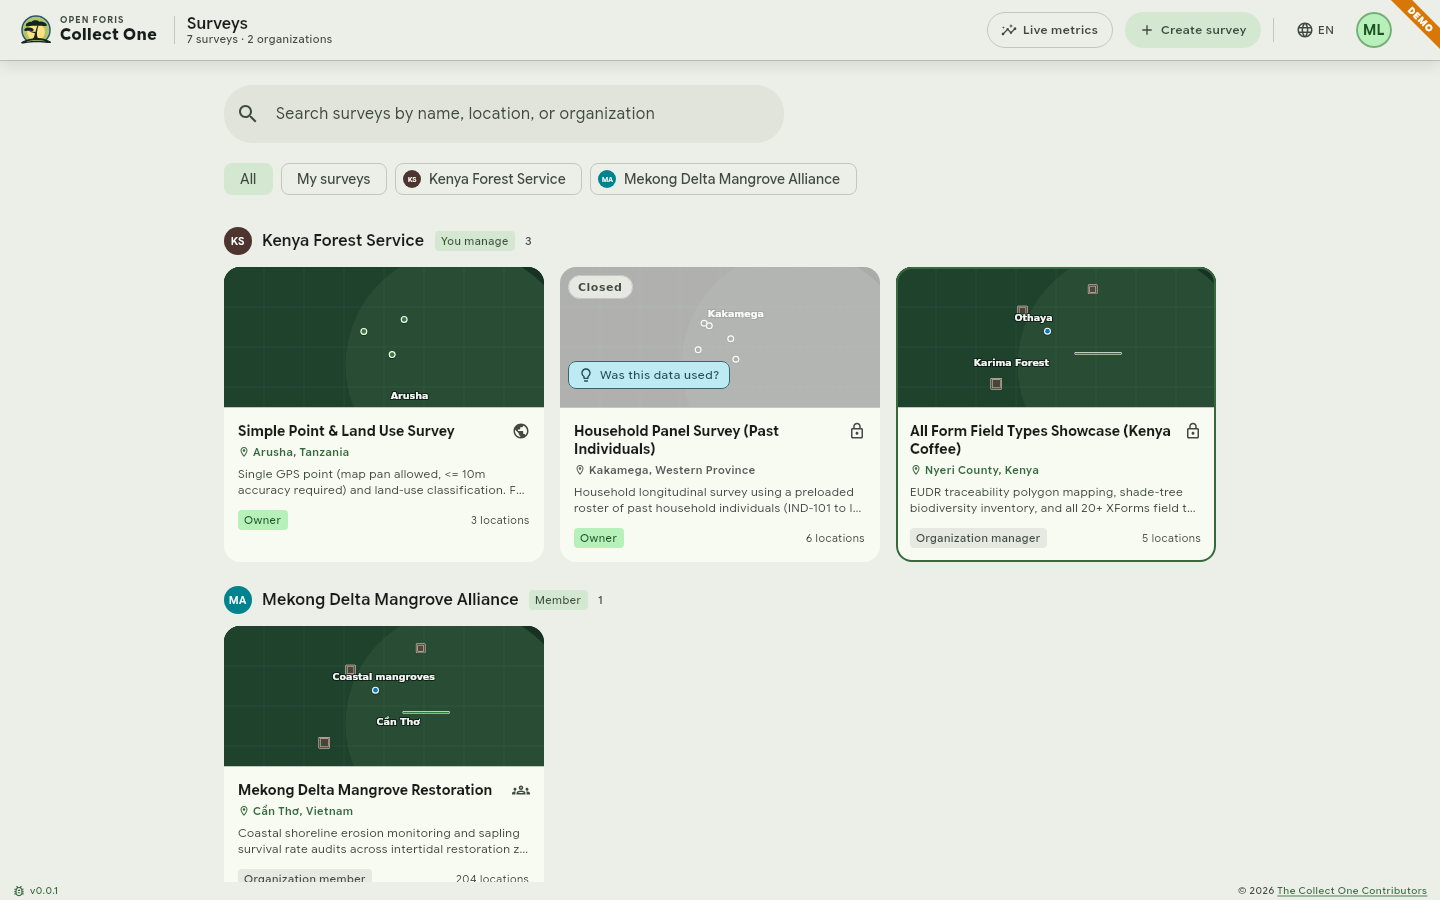 OPEN FORIS
Collect One
Surveys
7 surveys · 2 organizations
Live metrics
Create survey
EN
ML
DEMO
Search surveys by name, location, or organization
All
My surveys
KS
Kenya Forest Service
MA
Mekong Delta Mangrove Alliance
KS
Kenya Forest Service
You manage
3
Arusha
Simple Point & Land Use Survey
Arusha, Tanzania
Single GPS point (map pan allowed, <= 10m
accuracy required) and land-use classification. F...
Owner
3 locations
Closed
Kakamega
Was this data used?
Household Panel Survey (Past
Individuals)
Kakamega, Western Province
Household longitudinal survey using a preloaded
roster of past household individuals (IND-101 to I...
Owner
6 locations
Othaya
Karima Forest
All Form Field Types Showcase (Kenya
Coffee)
Nyeri County, Kenya
EUDR traceability polygon mapping, shade-tree
biodiversity inventory, and all 20+ XForms field t...
Organization manager
5 locations
MA
Mekong Delta Mangrove Alliance
Member
1
Coastal mangroves
Cần Thơ
Mekong Delta Mangrove Restoration
Cần Thơ, Vietnam
Coastal shoreline erosion monitoring and sapling
survival rate audits across intertidal restoration z...
Organization member
204 locations
v0.0.1
© 2026 The Collect One Contributors